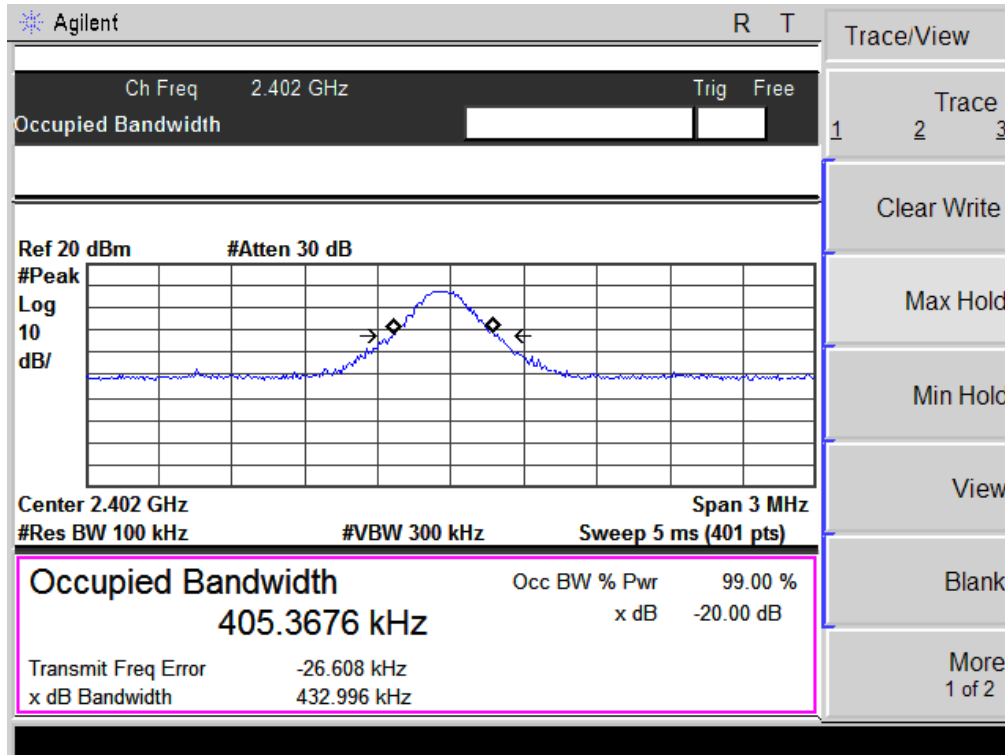 Agilent R T
Trace/View
Ch Freq 2.402 GHz Trig Free
Occupied Bandwidth
Trace
1 2 3
Clear Write
Ref 20 dBm #Atten 30 dB
#Peak
Log
10
dB/
Max Hold
Min Hold
View
Center 2.402 GHz Span 3 MHz
#Res BW 100 kHz #VBW 300 kHz Sweep 5 ms (401 pts)
Occupied Bandwidth Occ BW % Pwr 99.00 %
405.3676 kHz x dB -20.00 dB
Blank
Transmit Freq Error -26.608 kHz
x dB Bandwidth 432.996 kHz
More
1 of 2